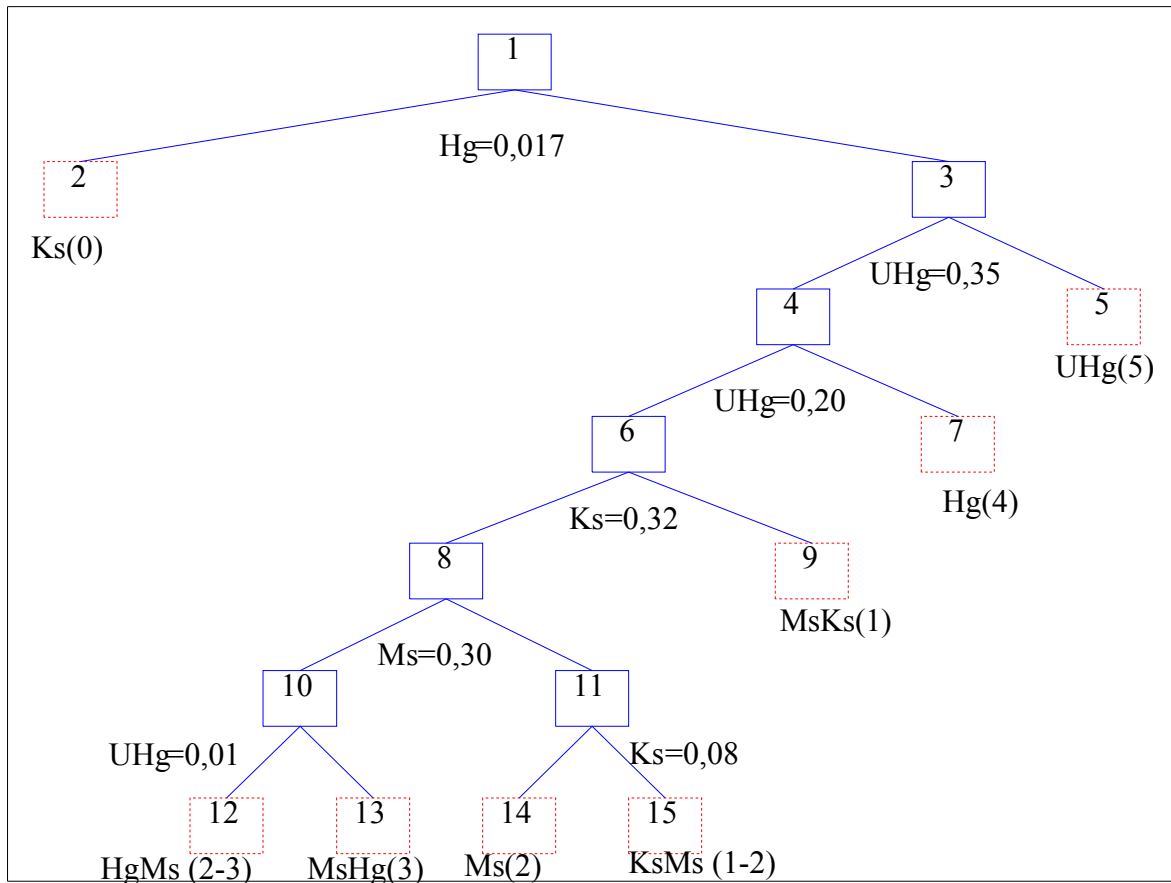 1
Hg=0,017
2
3
Ks(0)
UHg=0,35
4
5
UHg(5)
UHg=0,20
6
7
Hg(4)
Ks=0,32
8
9
MsKs(1)
Ms=0,30
10
11
UHg=0,01
Ks=0,08
12
13
14
15
HgMs (2-3)
MsHg(3)
Ms(2)
KsMs (1-2)